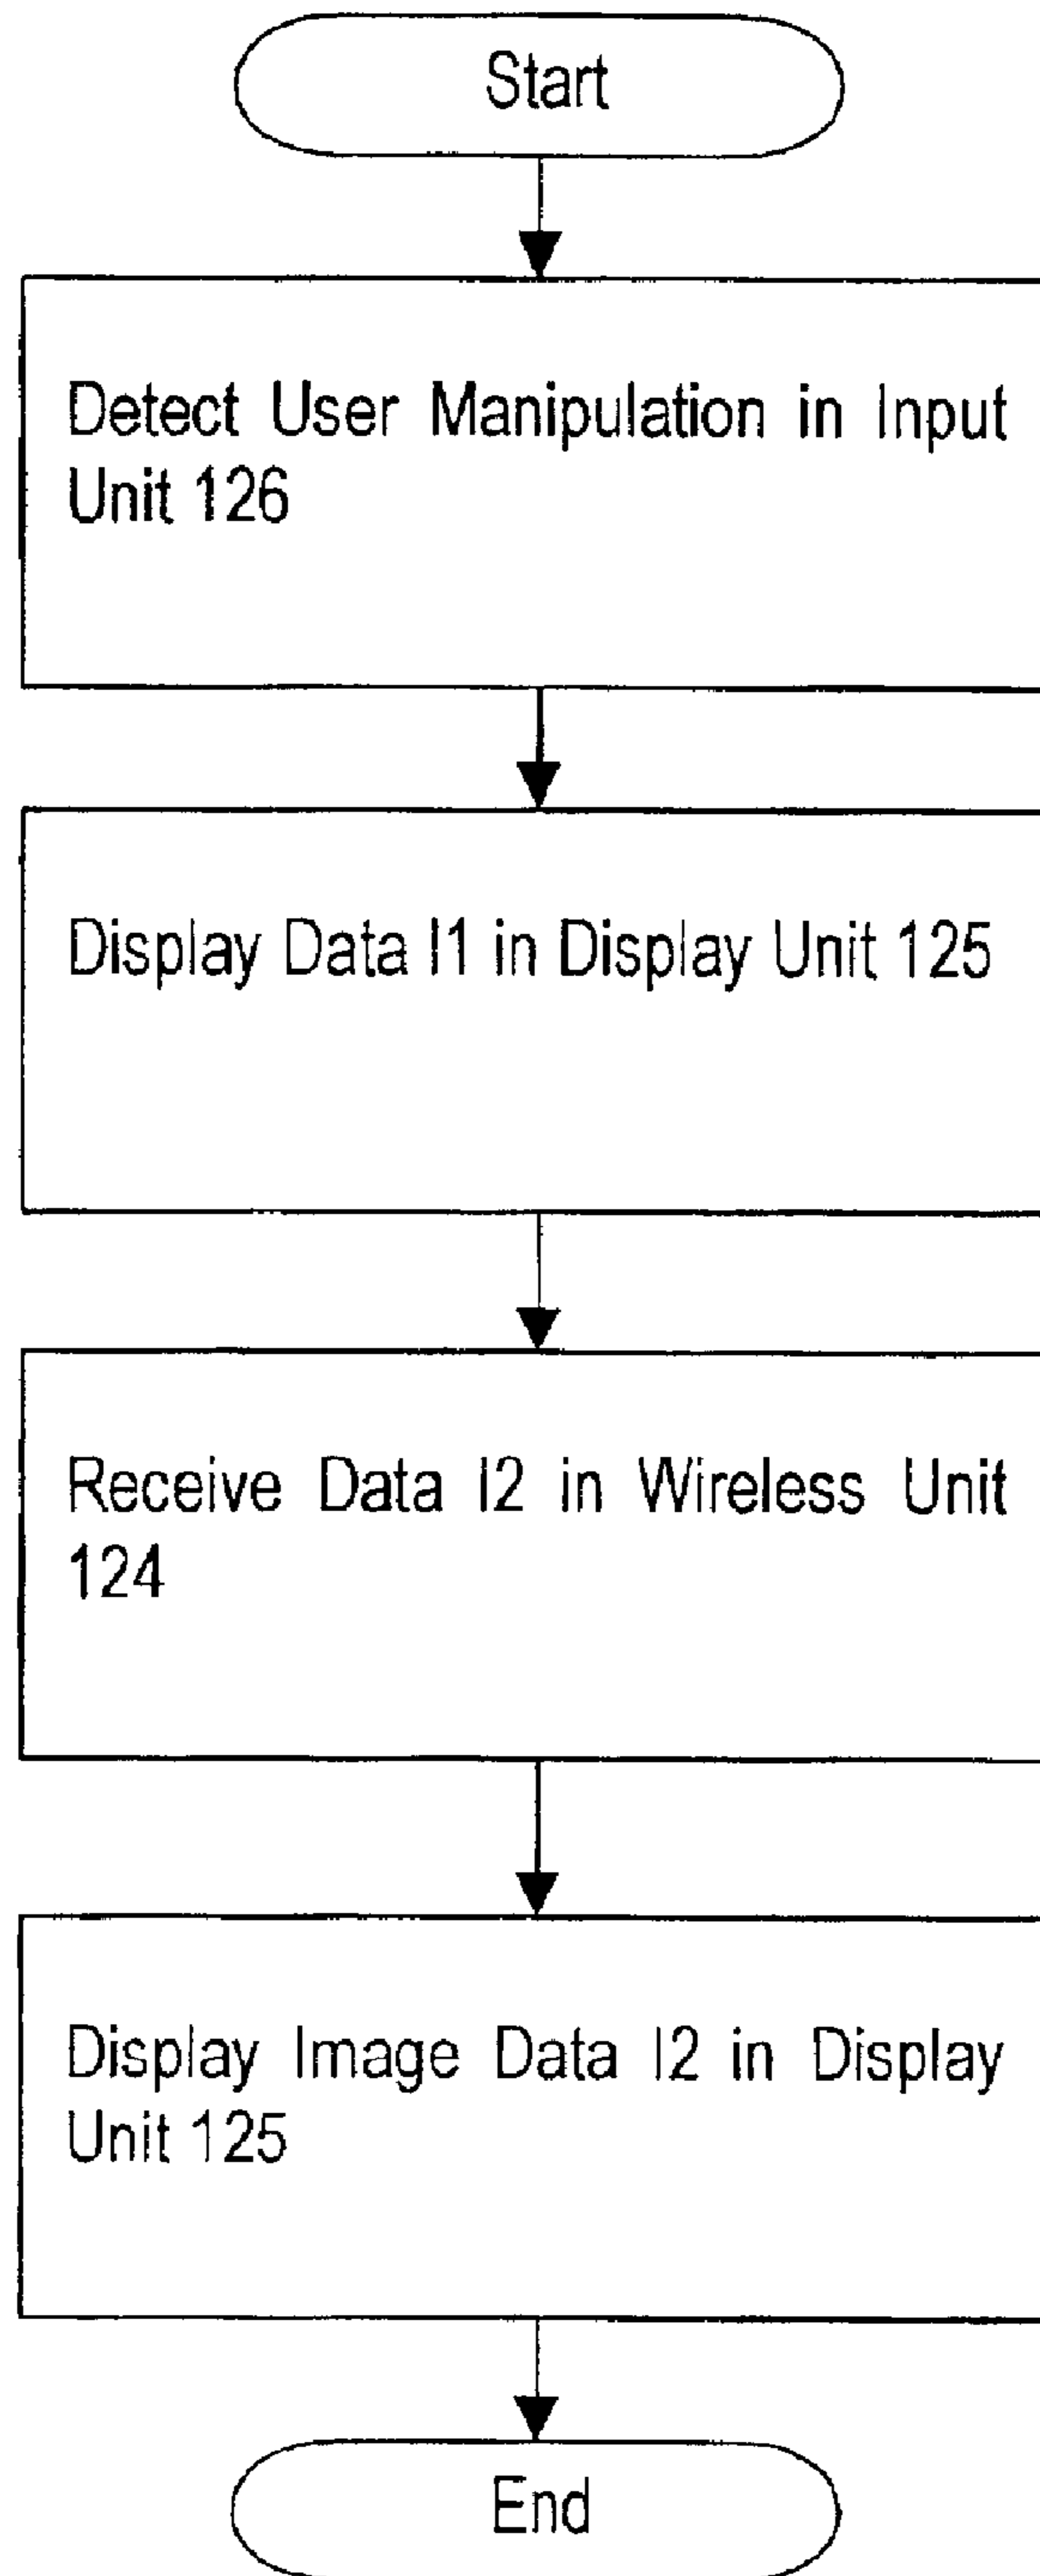 Start
Detect User Manipulation in Input
Unit 126
Display Data I1 in Display Unit 125
Receive Data I2 in Wireless Unit
124
Display Image Data I2 in Display
Unit 125
End